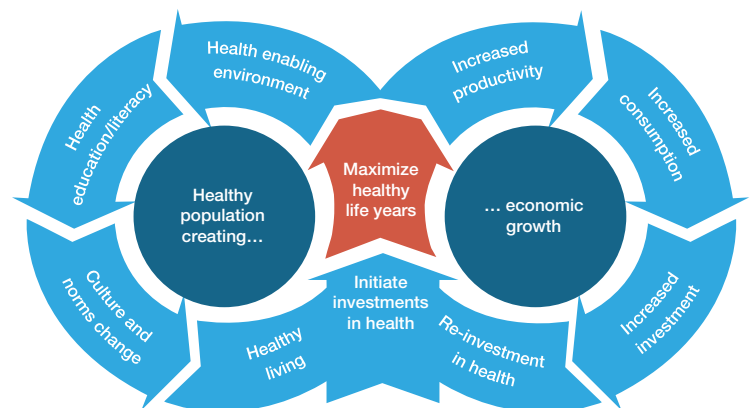 Health enabling
environment
Increased
productivity
Health
education/literacy
Increased
consumption
Maximize
healthy
life years
Healthy
population
creating…
… economic
growth
Culture and
norms change
Initiate
investments
in health
Increased
investment
Healthy
living
Re-investment
in health